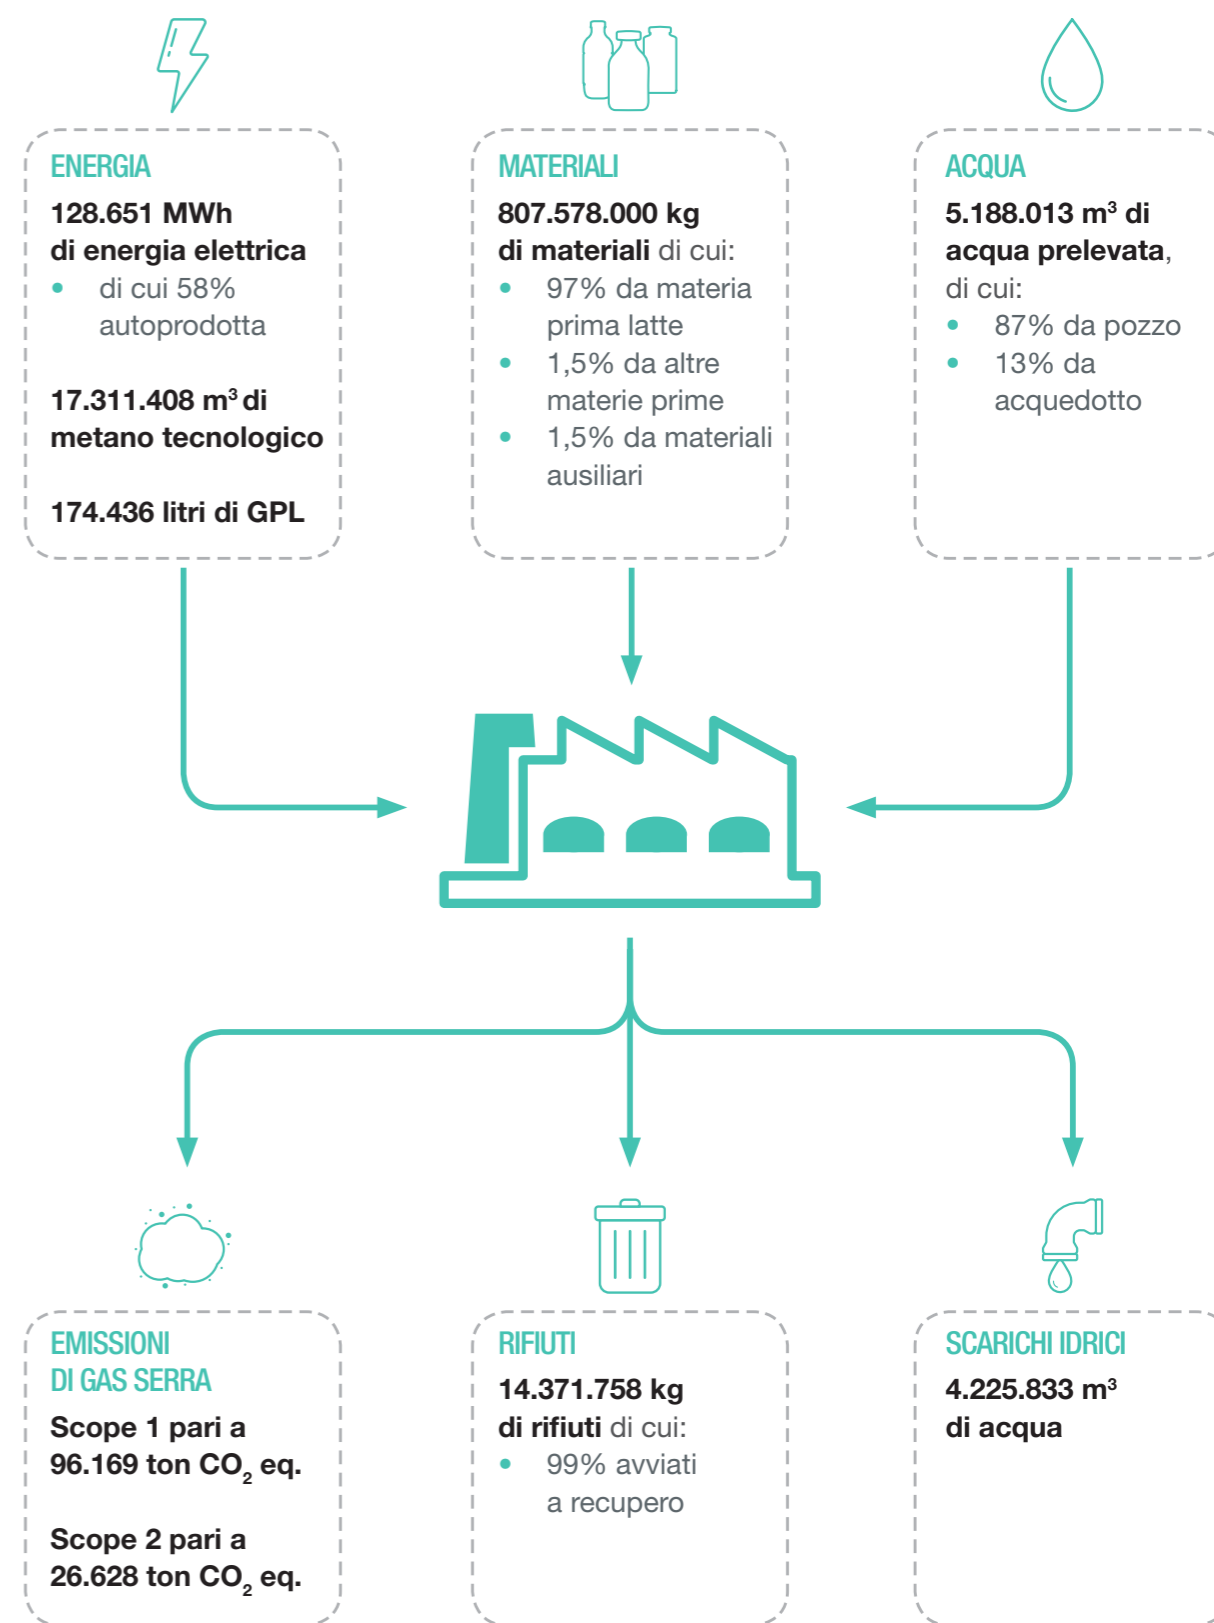 ENERGIA
128.651 MWh
di energia elettrica
• di cui 58%
autoprodotta
17.311.408 m³ di
metano tecnologico
174.436 litri di GPL
MATERIALI
807.578.000 kg
di materiali di cui:
• 97% da materia
prima latte
• 1,5% da altre
materie prime
• 1,5% da materiali
ausiliari
ACQUA
5.188.013 m³ di
acqua prelevata,
di cui:
• 87% da pozzo
• 13% da
acquedotto
EMISSIONI
DI GAS SERRA
Scope 1 pari a
96.169 ton CO₂ eq.
Scope 2 pari a
26.628 ton CO₂ eq.
RIFIUTI
14.371.758 kg
di rifiuti di cui:
• 99% avviati
a recupero
SCARICHI IDRICI
4.225.833 m³
di acqua